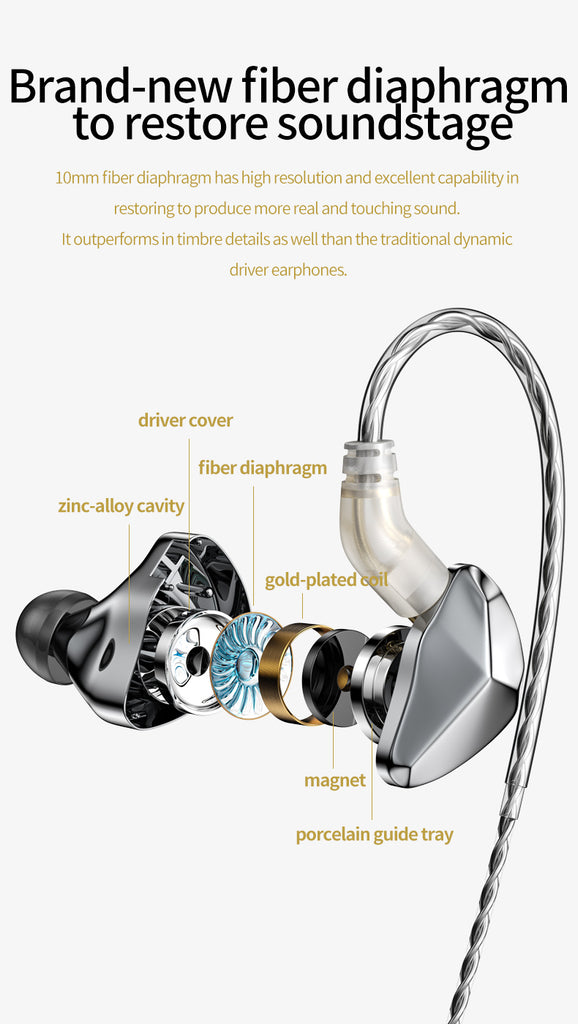 Brand-new fiber diaphragm
to restore soundstage
10mm fiber diaphragm has high resolution and excellent capability in
restoring to produce more real and touching sound.
It outperforms in timbre details as well than the traditional dynamic
driver earphones.
driver cover
fiber diaphragm
zinc-alloy cavity
gold-plated coil
magnet
porcelain guide tray